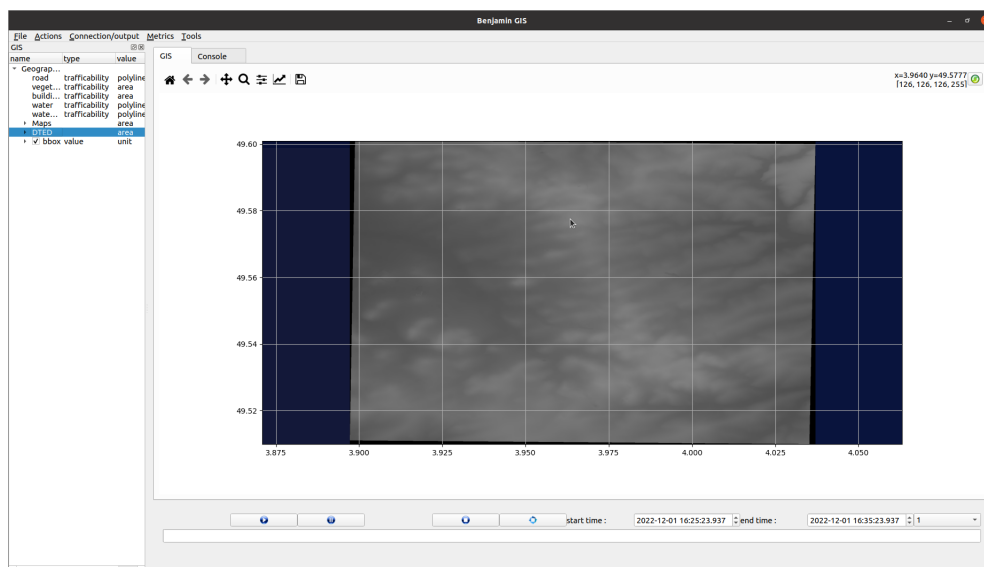 Benjamin GIS
File Actions Connection/output Metrics Tools
GIS
name type value
Geograp...
road trafficability polyline
veget... trafficability area
buildi... trafficability area
water trafficability polyline
wate... trafficability polyline
Maps area
DTED area
bbox value unit
GIS Console
x=3.9640 y=49.5777
[126, 126, 126, 255]
49.60
49.58
49.56
49.54
49.52
3.875 3.900 3.925 3.950 3.975 4.000 4.025 4.050
start time : 2022-12-01 16:25:23.937 end time : 2022-12-01 16:35:23.937 1